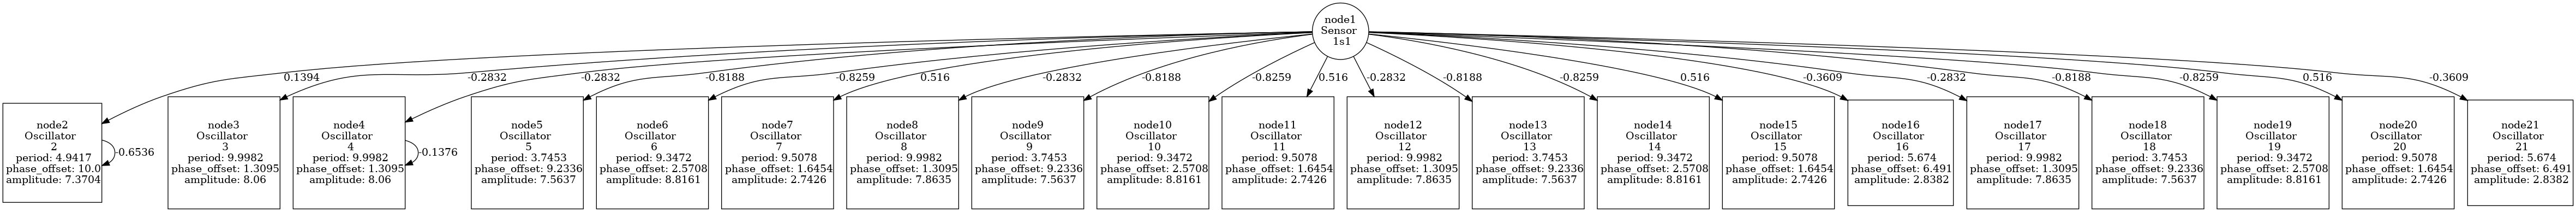 node1
Sensor
1s1
0.1394
-0.2832
-0.2832
-0.8188
-0.8259
0.516
-0.2832
-0.8188
-0.8259
0.516
-0.2832
-0.8188
-0.8259
0.516
-0.3609
-0.2832
-0.8188
-0.8259
0.516
-0.3609
node2
Oscillator
2
period: 4.9417
phase_offset: 10.0
amplitude: 7.3704
-0.6536
node3
Oscillator
3
period: 9.9982
phase_offset: 1.3095
amplitude: 8.06
node4
Oscillator
4
period: 9.9982
phase_offset: 1.3095
amplitude: 8.06
-0.1376
node5
Oscillator
5
period: 3.7453
phase_offset: 9.2336
amplitude: 7.5637
node6
Oscillator
6
period: 9.3472
phase_offset: 2.5708
amplitude: 8.8161
node7
Oscillator
7
period: 9.5078
phase_offset: 1.6454
amplitude: 2.7426
node8
Oscillator
8
period: 9.9982
phase_offset: 1.3095
amplitude: 7.8635
node9
Oscillator
9
period: 3.7453
phase_offset: 9.2336
amplitude: 7.5637
node10
Oscillator
10
period: 9.3472
phase_offset: 2.5708
amplitude: 8.8161
node11
Oscillator
11
period: 9.5078
phase_offset: 1.6454
amplitude: 2.7426
node12
Oscillator
12
period: 9.9982
phase_offset: 1.3095
amplitude: 7.8635
node13
Oscillator
13
period: 3.7453
phase_offset: 9.2336
amplitude: 7.5637
node14
Oscillator
14
period: 9.3472
phase_offset: 2.5708
amplitude: 8.8161
node15
Oscillator
15
period: 9.5078
phase_offset: 1.6454
amplitude: 2.7426
node16
Oscillator
16
period: 5.674
phase_offset: 6.491
amplitude: 2.8382
node17
Oscillator
17
period: 9.9982
phase_offset: 1.3095
amplitude: 7.8635
node18
Oscillator
18
period: 3.7453
phase_offset: 9.2336
amplitude: 7.5637
node19
Oscillator
19
period: 9.3472
phase_offset: 2.5708
amplitude: 8.8161
node20
Oscillator
20
period: 9.5078
phase_offset: 1.6454
amplitude: 2.7426
node21
Oscillator
21
period: 5.674
phase_offset: 6.491
amplitude: 2.8382